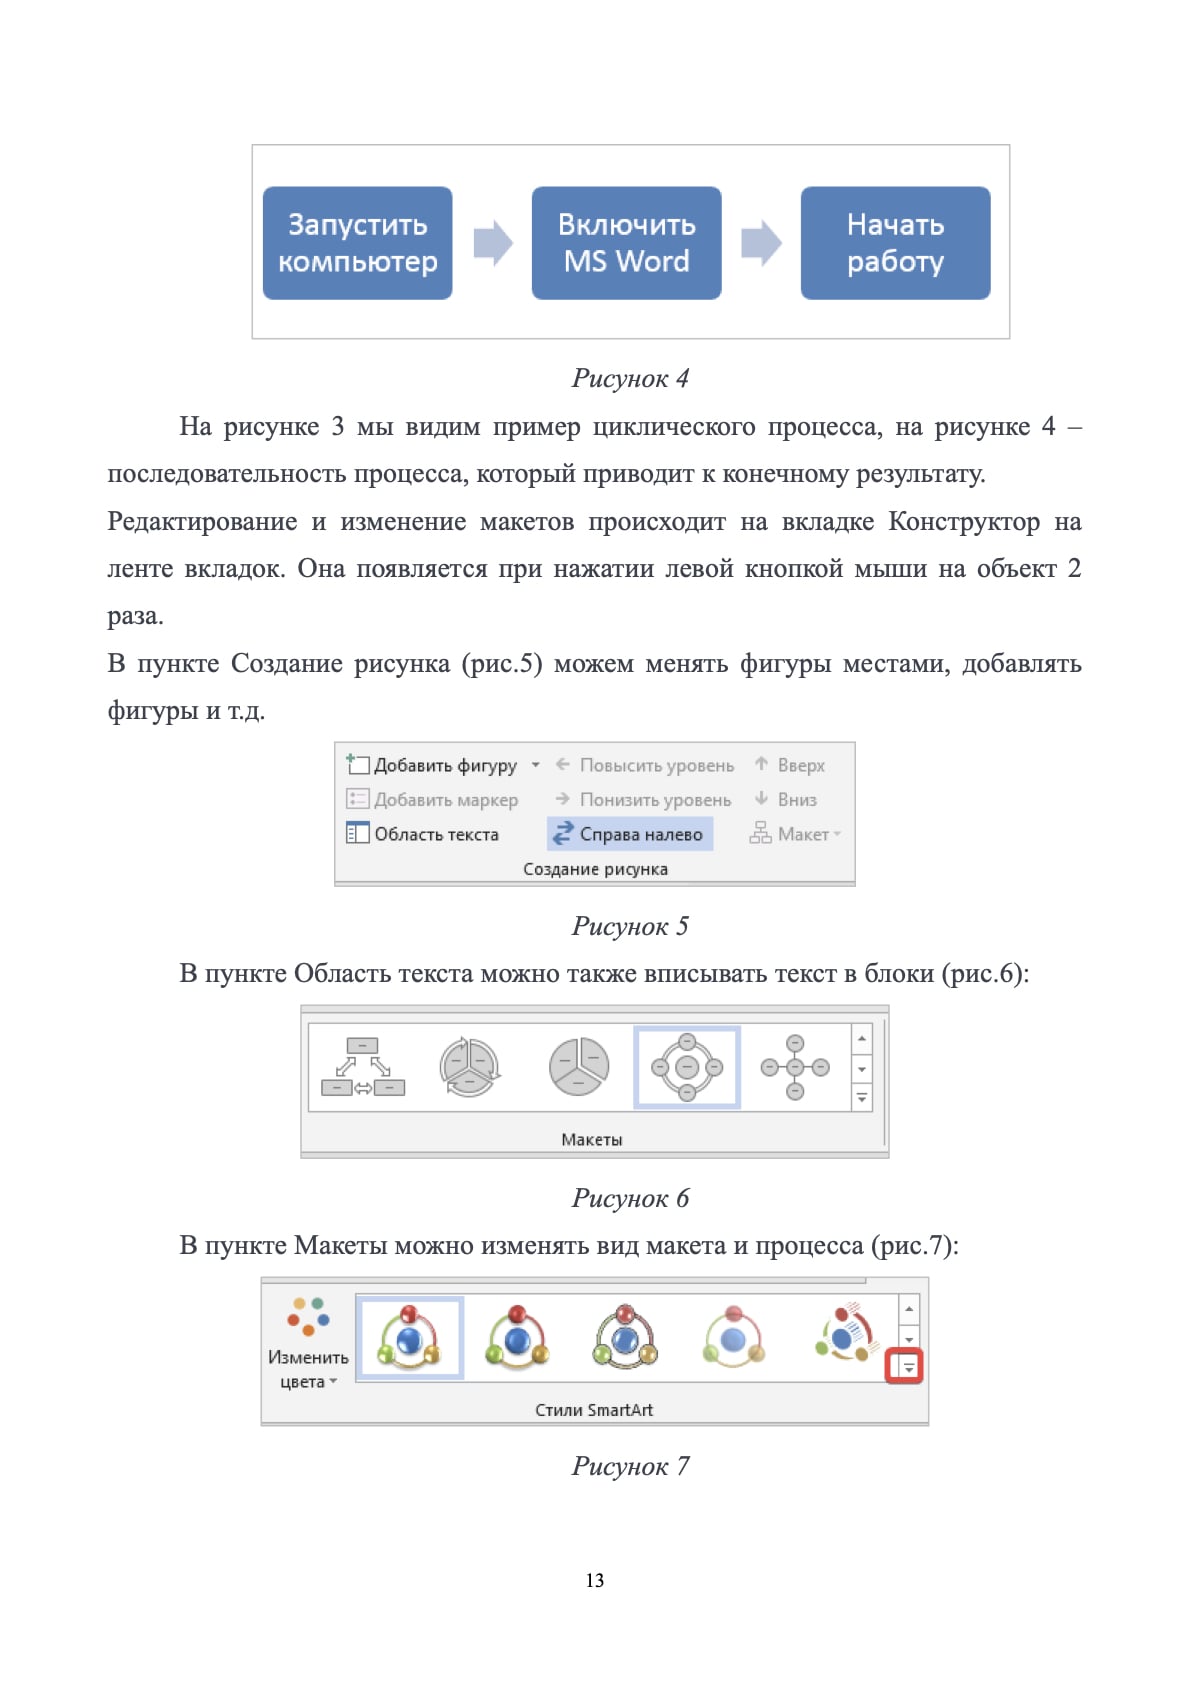 Запустить
компьютер
Включить
MS Word
Начать
работу
Рисунок 4
На рисунке 3 мы видим пример циклического процесса, на рисунке 4 –
последовательность процесса, который приводит к конечному результату.
Редактирование и изменение макетов происходит на вкладке Конструктор на
ленте вкладок. Она появляется при нажатии левой кнопкой мыши на объект 2
раза.
В пункте Создание рисунка (рис.5) можем менять фигуры местами, добавлять
фигуры и т.д.
Добавить фигуру Повысить уровень Вверх
Добавить маркер Понизить уровень Вниз
Область текста Справа налево Макет
Создание рисунка
Рисунок 5
В пункте Область текста можно также вписывать текст в блоки (рис.6):
Макеты
Рисунок 6
В пункте Макеты можно изменять вид макета и процесса (рис.7):
Изменить
цвета
Стили SmartArt
Рисунок 7
13